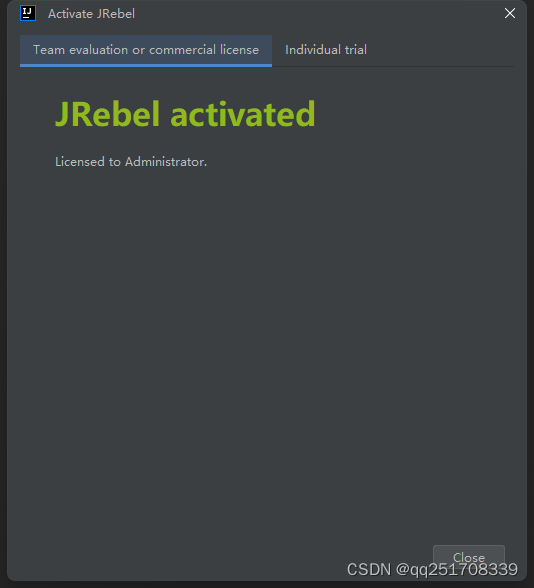 IJ
Activate JRebel
Team evaluation or commercial license
Individual trial
JRebel activated
Licensed to Administrator.
Close
CSDN @qq251708339